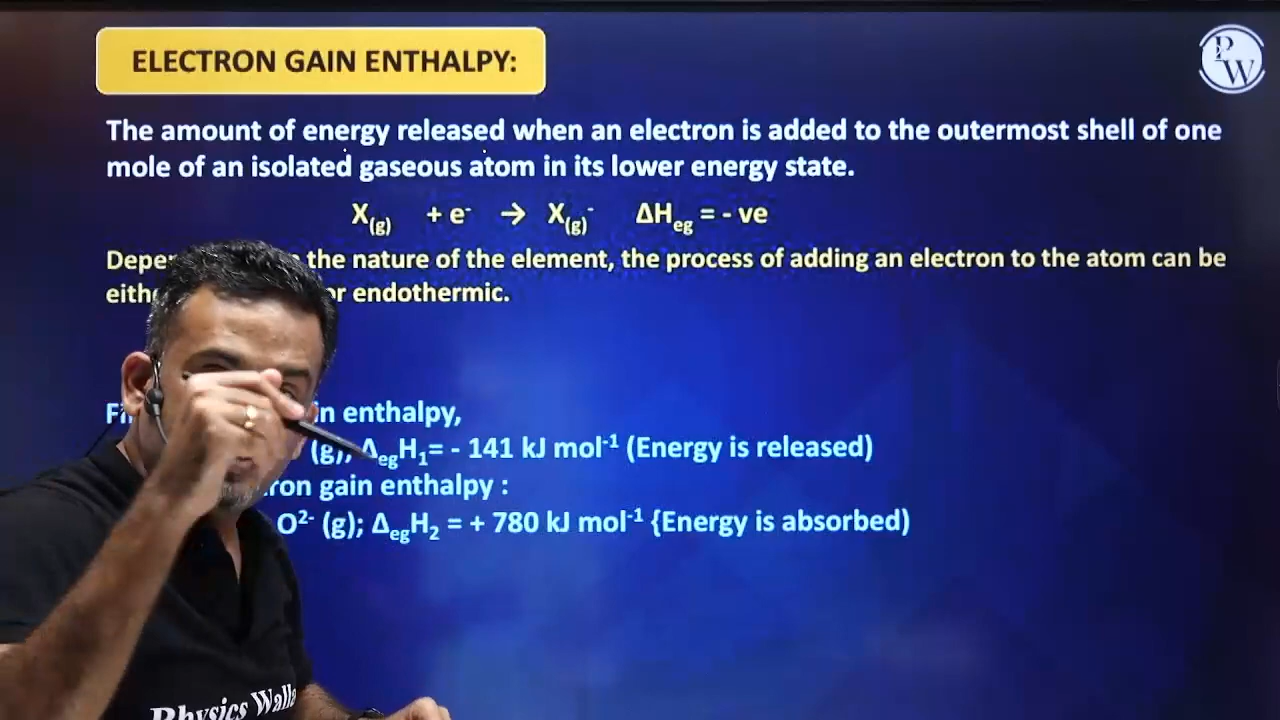 ELECTRON GAIN ENTHALPY:
PW
The amount of energy released when an electron is added to the outermost shell of one
mole of an isolated gaseous atom in its lower energy state.
X(g) + e⁻ → X(g)⁻ ΔHeg = - ve
the nature of the element, the process of adding an electron to the atom can be
or endothermic.
enthalpy,
(g); ΔegH₁= - 141 kJ mol⁻¹ (Energy is released)
gain enthalpy :
O²⁻ (g); ΔegH₂ = + 780 kJ mol⁻¹ {Energy is absorbed)
Physics Walla